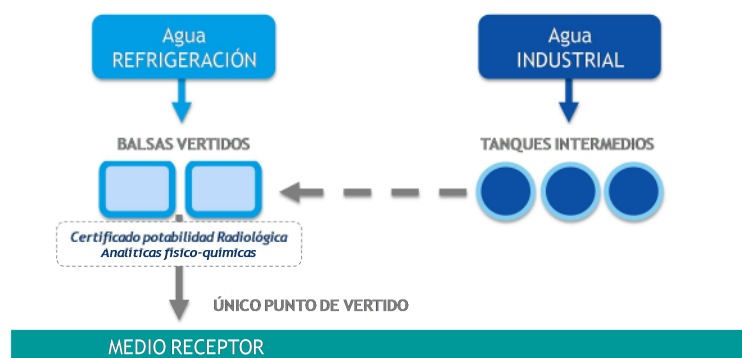 Agua
REFRIGERACIÓN
Agua
INDUSTRIAL
BALSAS VERTIDOS
TANQUES INTERMEDIOS
Certificado potabilidad Radiológica
Analíticas físico-químicas
ÚNICO PUNTO DE VERTIDO
MEDIO RECEPTOR